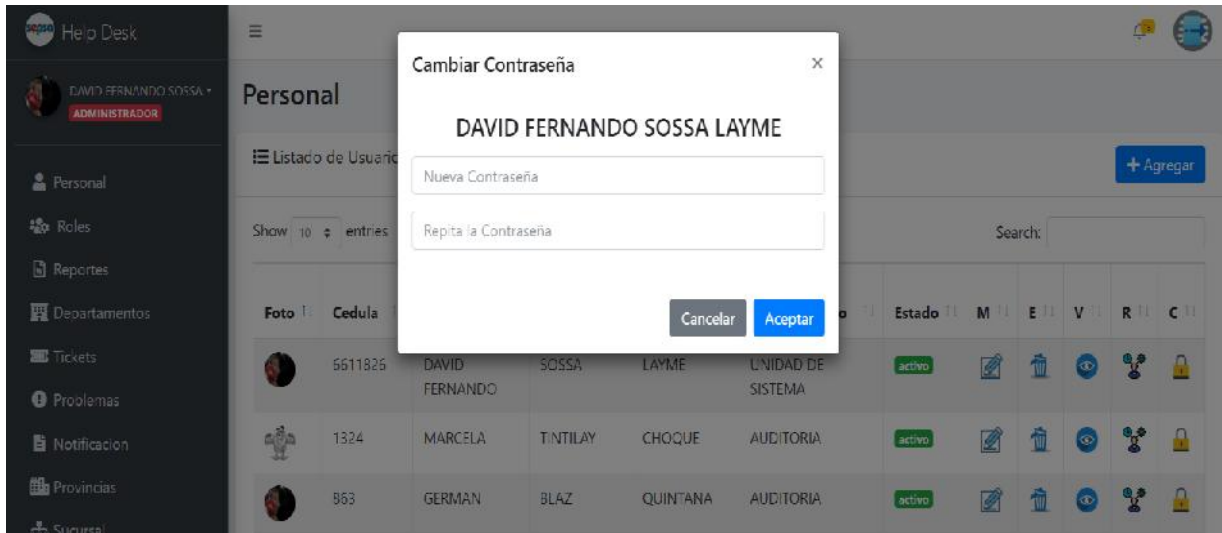 sepsa Help Desk
DAVID FERNANDO SOSSA
ADMINISTRADOR
Personal
Roles
Reportes
Departamentos
Tickets
Problemas
Notificacion
Provincias
Sucursal
Personal
Listado de Usuario
+ Agregar
Show 10 entries
Search:
Cambiar Contraseña ×
DAVID FERNANDO SOSSA LAYME
Nueva Contraseña
Repita la Contraseña
Cancelar Aceptar
Foto Cedula o Estado M E V R C
6611826 DAVID FERNANDO SOSSA LAYME UNIDAD DE SISTEMA activo
1324 MARCELA TINTILAY CHOQUE AUDITORIA activo
863 GERMAN BLAZ QUINTANA AUDITORIA activo